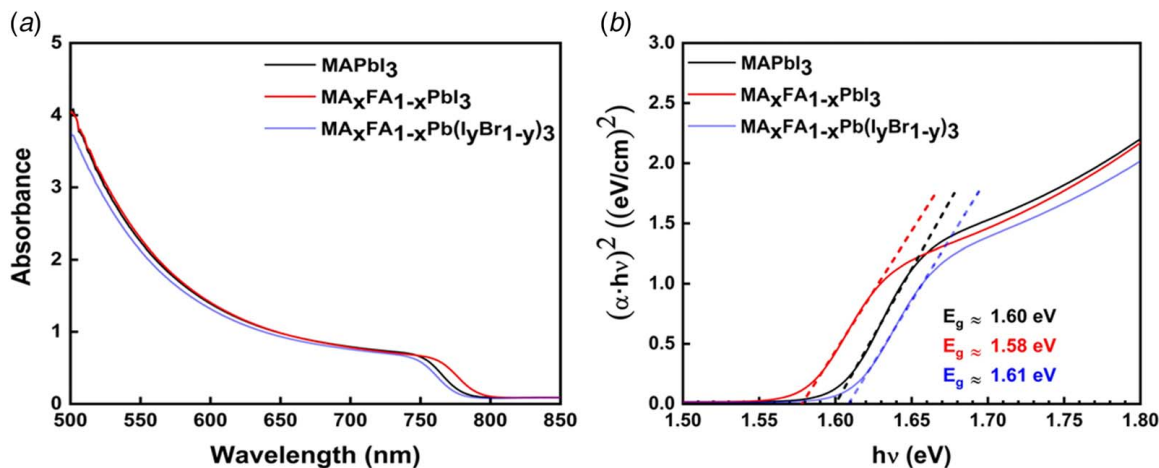 (a)
5
4
3
2
1
0
Absorbance
MAPbI3
MAxFA1-xPbI3
MAxFA1-xPb(IyBr1-y)3
500 550 600 650 700 750 800 850
Wavelength (nm)
(b)
3.0
2.5
2.0
1.5
1.0
0.5
0.0
(α·hν)2 ((eV/cm)2)
MAPbI3
MAxFA1-xPbI3
MAxFA1-xPb(IyBr1-y)3
Eg ≈ 1.60 eV
Eg ≈ 1.58 eV
Eg ≈ 1.61 eV
1.50 1.55 1.60 1.65 1.70 1.75 1.80
hν (eV)